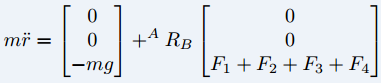 m\ddot{r} = \begin{bmatrix} 0 \\ 0 \\ -mg \end{bmatrix} + ^{A}R_{B} \begin{bmatrix} 0 \\ 0 \\ F_1 + F_2 + F_3 + F_4 \end{bmatrix}